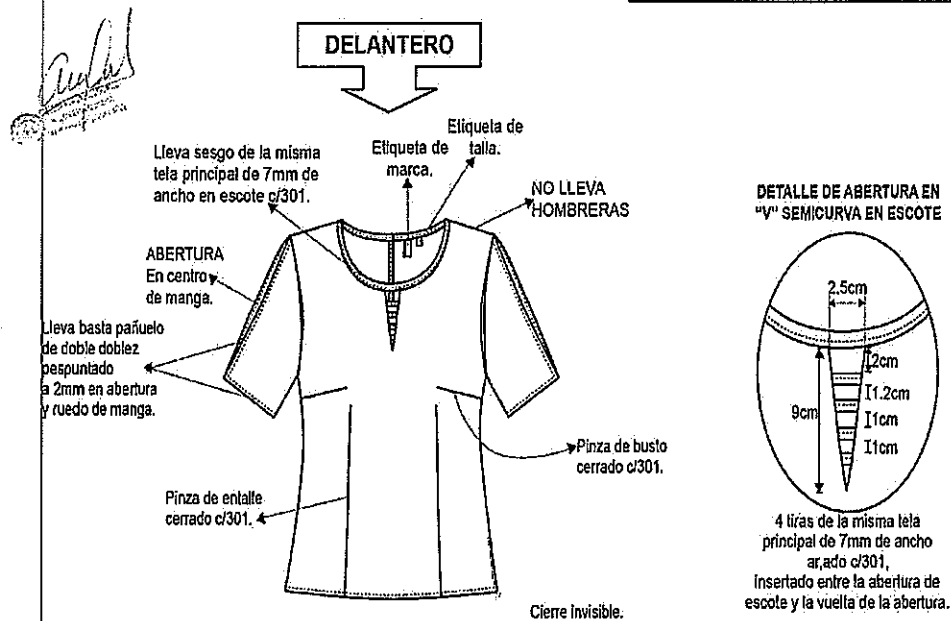 DELANTERO
Lleva sesgo de la misma
tela principal de 7mm de
ancho en escote c/301.
Etiqueta de
marca.
Etiqueta de
talla.
NO LLEVA
HOMBRERAS
ABERTURA
En centro
de manga.
Lleva basta pañuelo
de doble doblez
pespuntado
a 2mm en abertura
y ruedo de manga.
Pinza de entalle
cerrado c/301.
Pinza de busto
cerrado c/301.
Cierre invisible.
DETALLE DE ABERTURA EN
"V" SEMICURVA EN ESCOTE
2.5cm
2cm
1.2cm
9cm
1cm
1cm
4 tiras de la misma tela
principal de 7mm de ancho
ar,ado c/301,
insertado entre la abertura de
escote y la vuelta de la abertura.